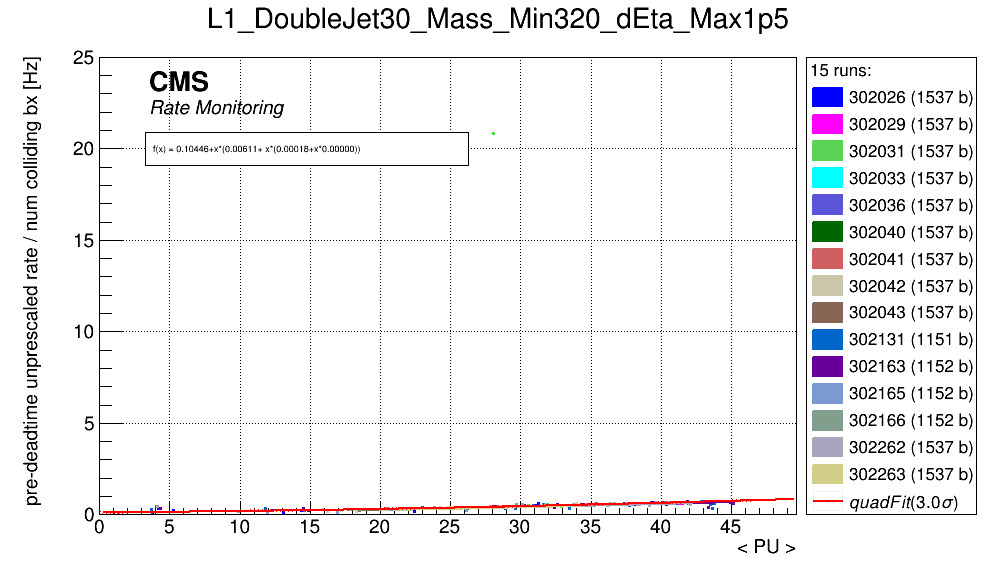 L1_DoubleJet30_Mass_Min320_dEta_Max1p5
pre-deadtime unprescaled rate / num colliding bx [Hz]
25
20
15
10
5
0
CMS
Rate Monitoring
f(x) = 0.10446+x*(0.00611+ x*(0.00018+x*0.00000))
0 5 10 15 20 25 30 35 40 45
< PU >
15 runs:
302026 (1537 b)
302029 (1537 b)
302031 (1537 b)
302033 (1537 b)
302036 (1537 b)
302040 (1537 b)
302041 (1537 b)
302042 (1537 b)
302043 (1537 b)
302131 (1151 b)
302163 (1152 b)
302165 (1152 b)
302166 (1152 b)
302262 (1537 b)
302263 (1537 b)
quadFit(3.0σ)